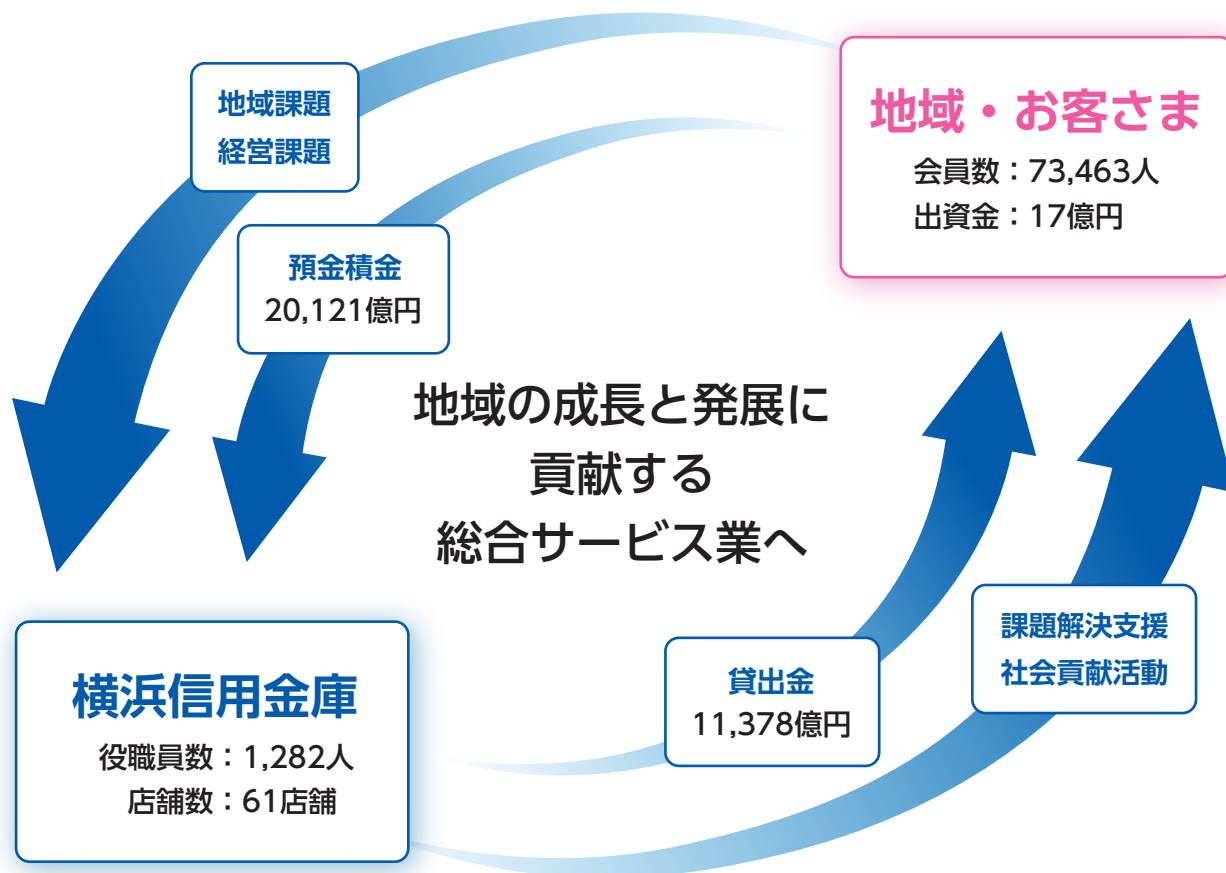 地域課題
経営課題
地域・お客さま
会員数：73,463人
出資金：17億円
預金積金
20,121億円
地域の成長と発展に
貢献する
総合サービス業へ
課題解決支援
社会貢献活動
貸出金
11,378億円
横浜信用金庫
役職員数：1,282人
店舗数：61店舗